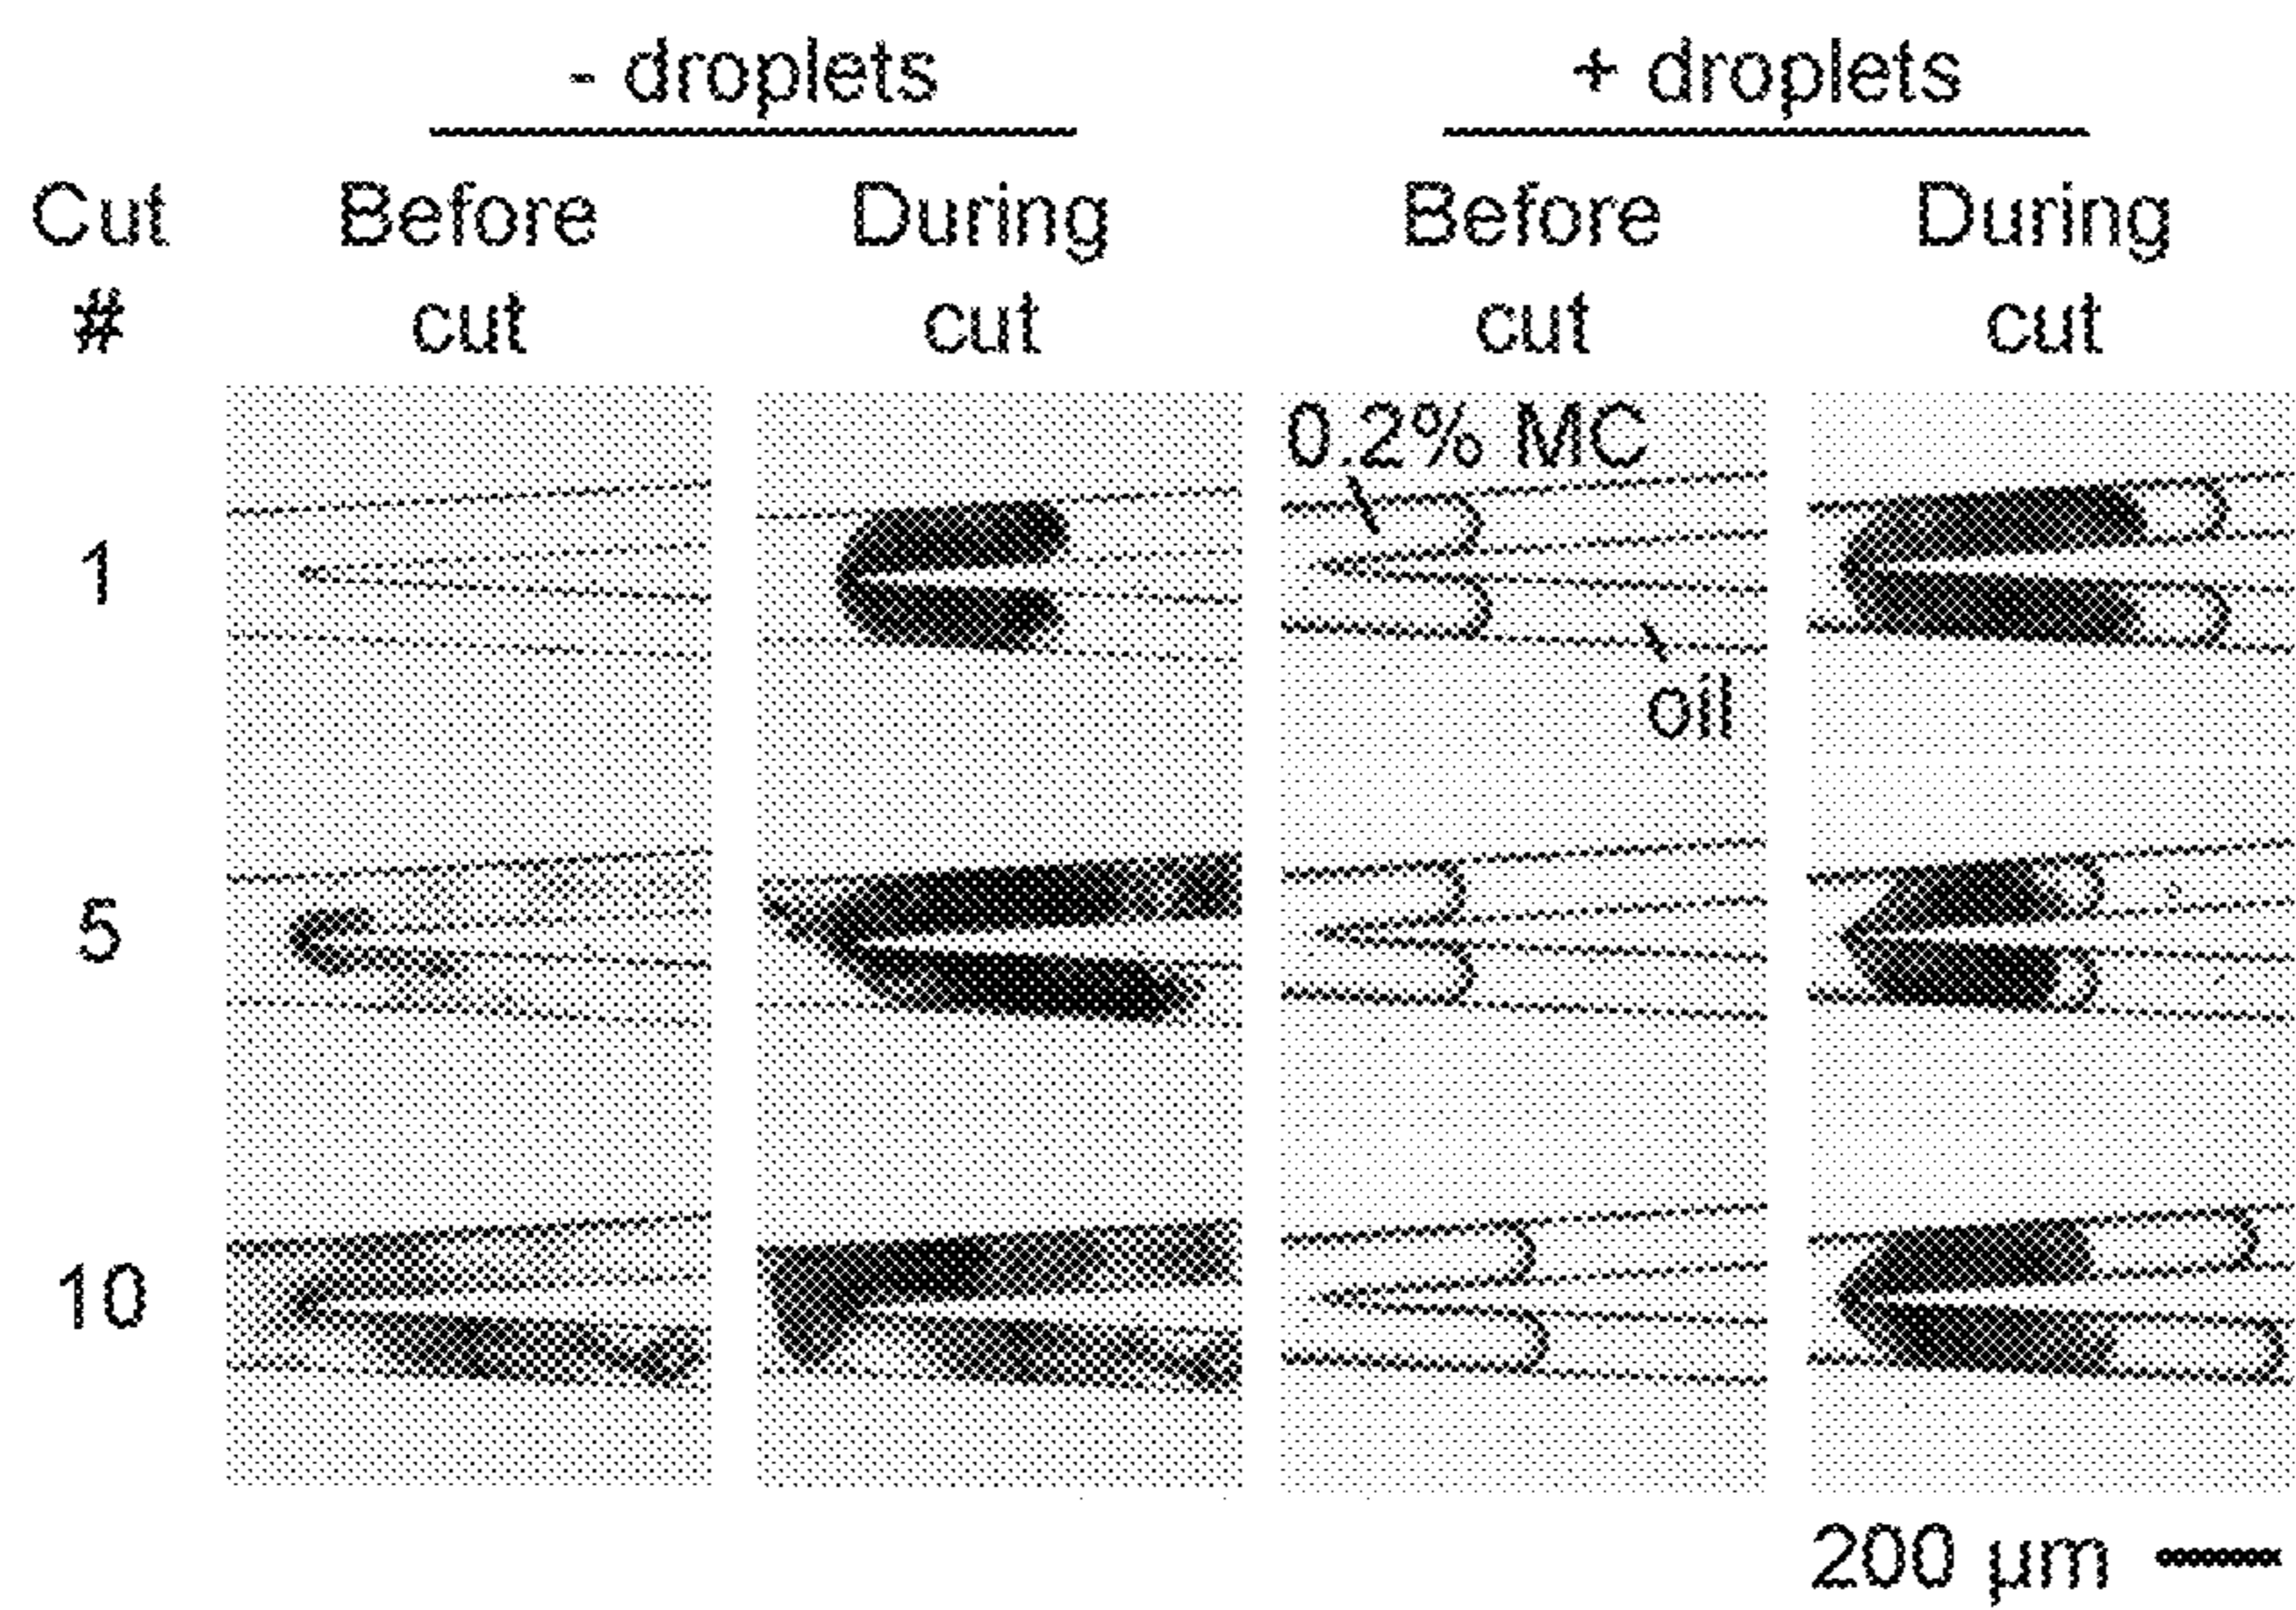 - droplets + droplets
Cut # Before cut During cut Before cut During cut
0.2% MC
1
oil
5
10
200 µm